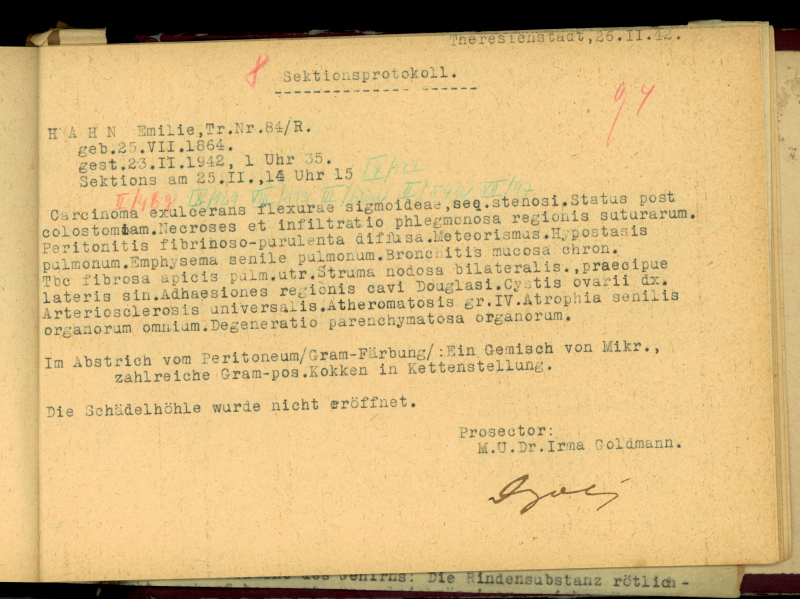 Theresienstadt,26.II.42.
8
Sektionsprotokoll.
94
H A H N Emilie,Tr.Nr.84/R.
geb.25.VII.1864.
gest.23.II.1942, 1 Uhr 35.
Sektions am 25.II.,14 Uhr 15
Carcinoma exulcerans flexurae sigmoideae,seq.stenosi.Status post
colostomiam.Necroses et infiltratio phlegmonosa regionis suturarum.
Peritonitis fibrinoso-purulenta diffusa.Meteorismus.Hypostasis
pulmonum.Emphysema senile pulmonum.Bronchitis mucosa chron.
Tbc fibrosa apicis pulm.utr.Struma nodosa bilateralis.,praecipue
lateris sin.Adhaesiones regionis cavi Douglasi.Cystis ovarii dx.
Arteriosclerosis universalis.Atheromatosis gr.IV.Atrophia senilis
organorum omnium.Degeneratio parenchymatosa organorum.
Im Abstrich vom Peritoneum/Gram-Färbung/:Ein Gemisch von Mikr.,
zahlreiche Gram-pos.Kokken in Kettenstellung.
Die Schädelhöhle wurde nicht eröffnet.
Prosector:
M.U.Dr.Irma Goldmann.
des Gehirns: Die Rindensubstanz rötlich-